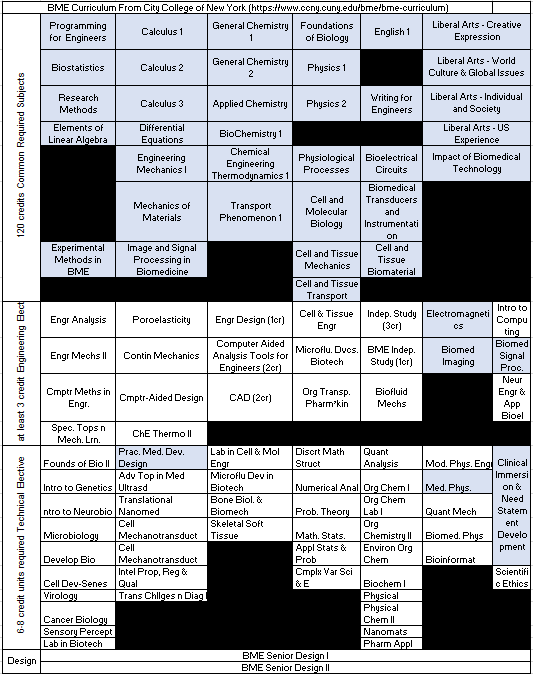 BME Curriculum From City College of New York (https://www.ccny.cuny.edu/bme/bme-curriculum)
120 credits Common Required Subjects
Programming for Engineers
Calculus 1
General Chemistry 1
Foundations of Biology
English 1
Liberal Arts - Creative Expression
Biostatistics
Calculus 2
General Chemistry 2
Physics 1
Liberal Arts - World Culture & Global Issues
Research Methods
Calculus 3
Applied Chemistry
Physics 2
Writing for Engineers
Liberal Arts - Individual and Society
Elements of Linear Algebra
Differential Equations
BioChemistry 1
Liberal Arts - US Experience
Engineering Mechanics I
Chemical Engineering Thermodynamics 1
Physiological Processes
Bioelectrical Circuits
Impact of Biomedical Technology
Mechanics of Materials
Transport Phenomenon 1
Cell and Molecular Biology
Biomedical Transducers and Instrumentati on
Experimental Methods in BME
Image and Signal Processing in Biomedicine
Cell and Tissue Mechanics
Cell and Tissue Biomaterial
Cell and Tissue Transport
at least 3 credit Engineering Elect
Engr Analysis
Poroelasticity
Engr Design (1cr)
Cell & Tissue Engr
Indep. Study (3cr)
Electromagneti cs
Intro to Compu ting
Engr Mechs II
Contin Mechanics
Computer Aided Analysis Tools for Engineers (2cr)
Microflu. Dvcs. Biotech
BME Indep. Study (1cr)
Biomed Imaging
Biomed Signal Proc.
Cmptr Meths in Engr.
Cmptr-Aided Design
CAD (2cr)
Org Transp. Pharm'kin
Biofluid Mechs
Neur Engr & App Bioel
Spec. Tops n Mech. Lrn.
ChE Thermo II
6-8 credit units required Technical Elective
Founds of Bio II
Prac. Med. Dev. Design
Lab in Cell & Mol Engr
Discrt Math Struct
Quant Analysis
Mod. Phys. Engr
Clinical Immersi on & Need Statem ent Develo pment
Intro to Genetics
Adv Top in Med Ultrasd
Microflu Dev in Biotech
Numerical Anal
Org Chem I
Med. Phys.
ntro to Neurobio
Translational Nanomed
Bone Biol. & Biomech
Prob. Theory
Org Chem Lab I
Quant Mech
Microbiology
Cell Mechanotransduct
Skeletal Soft Tissue
Math. Stats.
Org Chemistry II
Biomed. Phys
Develop Bio
Cell Mechanotransduct
Appl Stats & Prob
Environ Org Chem
Bioinformat
Cell Dev-Senes
Intel Prop, Reg & Qual
Cmplx Var Sci & E
Biochem I
Scientifi c Ethics
Virology
Trans Chllges n Diag
Physical
Cancer Biology
Physical Chem II
Sensory Percept
Nanomats
Lab in Biotech
Pharm Appl
Design
BME Senior Design I
BME Senior Design II